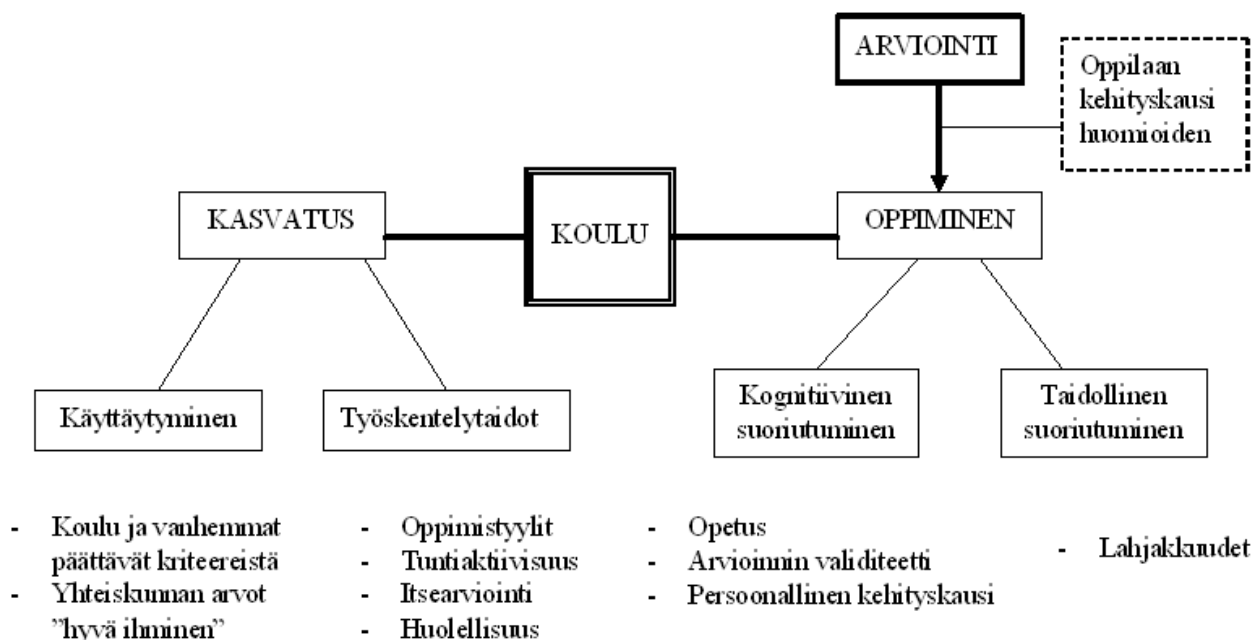 ARVIOINTI
Oppilaan
kehityskausi
huomioiden
KASVATUS
KOULU
OPPIMINEN
Käyttäytyminen
Työskentelytaidot
Kognitiivinen
suoriutuminen
Taidollinen
suoriutuminen
- Koulu ja vanhemmat
päättävät kriteereistä
- Yhteiskunnan arvot
”hyvä ihminen”
- Oppimistyylit
- Tuntiaktiivisuus
- Itsearviointi
- Huolellisuus
- Opetus
- Arvioinnin validiteetti
- Persoonallinen kehityskausi
- Lahjakkuudet